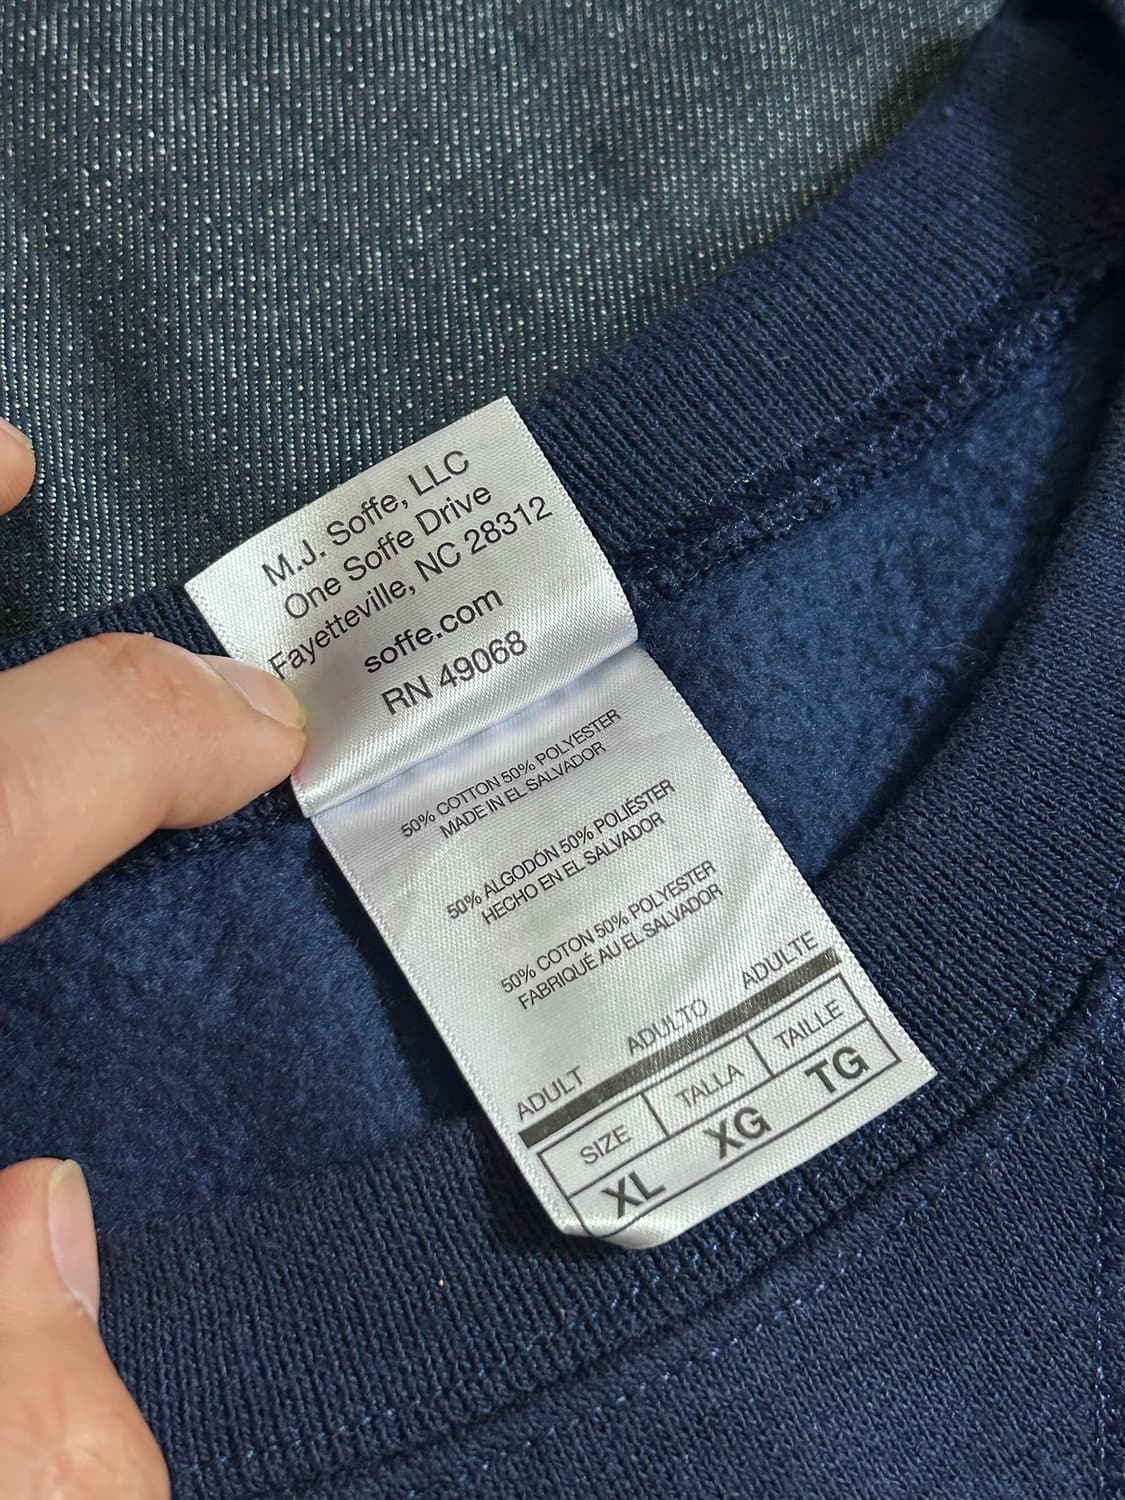 M.J. Soffe, LLC
One Soffe Drive
Fayetteville, NC 28312
soffe.com
RN 49068
50% COTTON 50% POLYESTER
MADE IN EL SALVADOR
50% ALGODÓN 50% POLIÉSTER
HECHO EN EL SALVADOR
50% COTON 50% POLYESTER
FABRIQUÉ AU EL SALVADOR
ADULT ADULTO ADULTE
SIZE TALLA TAILLE
XL XG TG